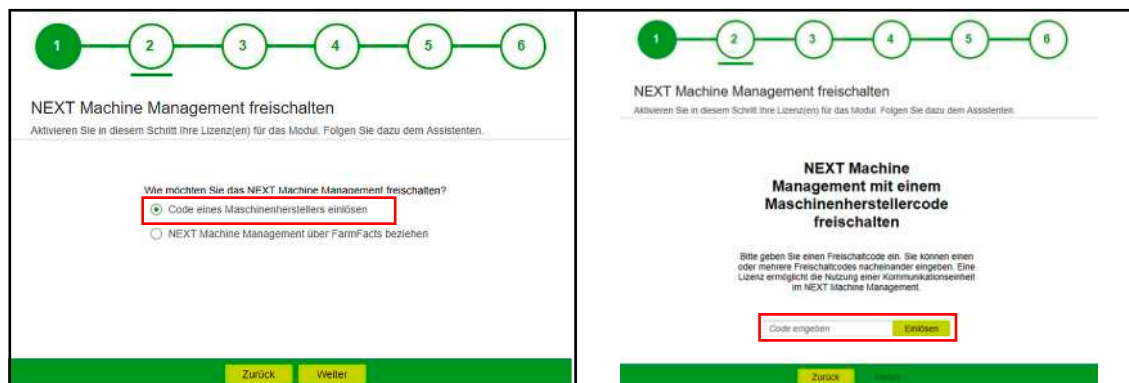 1 2 3 4 5 6
NEXT Machine Management freischalten
Aktivieren Sie in diesem Schritt Ihre Lizenz(en) für das Modul. Folgen Sie dazu dem Assistenten.
Wie möchten Sie das NEXT Machine Management freischalten?
Code eines Maschinenherstellers einlösen
NEXT Machine Management über FarmFacts beziehen
Zurück Weiter
1 2 3 4 5 6
NEXT Machine Management freischalten
Aktivieren Sie in diesem Schritt Ihre Lizenz(en) für das Modul. Folgen Sie dazu dem Assistenten.
NEXT Machine
Management mit einem
Maschinenherstellercode
freischalten
Bitte geben Sie einen Freischaltcode ein. Sie können einen
oder mehrere Freischaltcodes nacheinander eingeben. Eine
Lizenz ermöglicht die Nutzung einer Kommunikationseinheit
im NEXT Machine Management.
Code eingeben Einlösen
Zurück